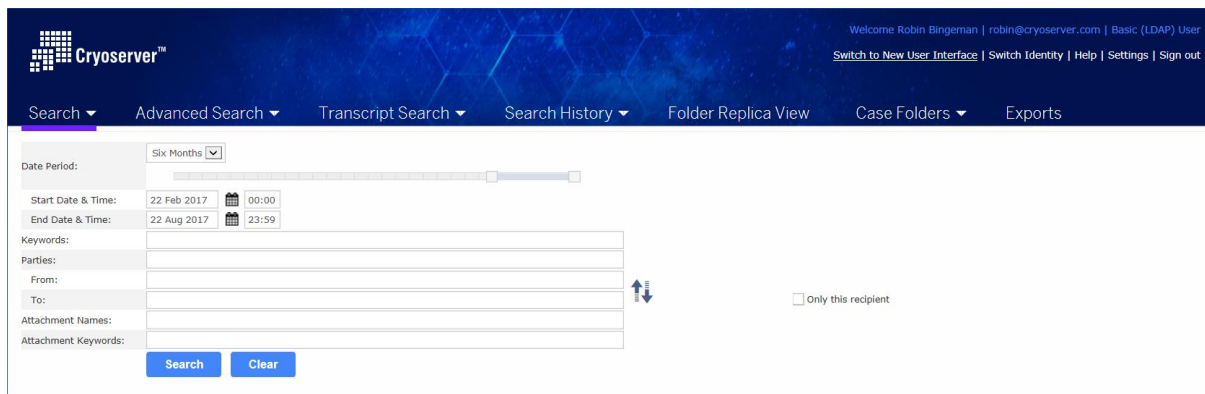 Welcome Robin Bingeman | robin@cryoserver.com | Basic (LDAP) User
Cryoserver™
Switch to New User Interface | Switch Identity | Help | Settings | Sign out
Search Advanced Search Transcript Search Search History Folder Replica View Case Folders Exports
Date Period: Six Months
Start Date & Time: 22 Feb 2017 00:00
End Date & Time: 22 Aug 2017 23:59
Keywords:
Parties:
From:
To: Only this recipient
Attachment Names:
Attachment Keywords:
Search Clear